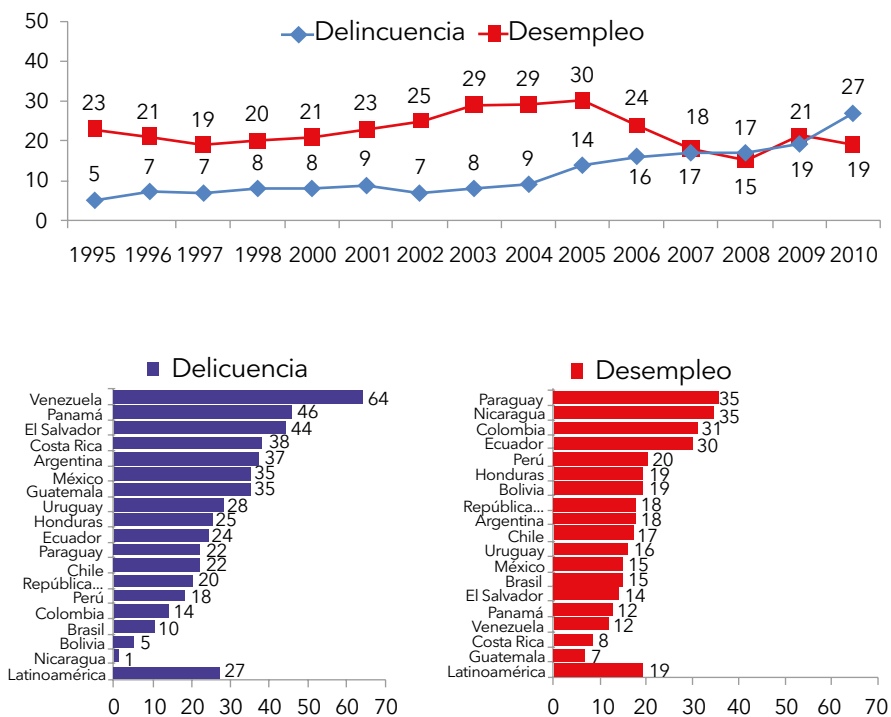 Delincuencia Desempleo
50
40
30
20
10
0
23 21 19 20 21 23 25 29 29 30 24 18 17 21 27
5 7 7 8 8 9 7 8 9 14 16 17 15 19 19
1995 1996 1997 1998 2000 2001 2002 2003 2004 2005 2006 2007 2008 2009 2010
Delicuencia
Venezuela 64
Panamá 46
El Salvador 44
Costa Rica 38
Argentina 37
México 35
Guatemala 35
Uruguay 28
Honduras 25
Ecuador 24
Paraguay 22
Chile 22
República... 20
Perú 18
Colombia 14
Brasil 10
Bolivia 5
Nicaragua 1
Latinoamérica 27
0 10 20 30 40 50 60 70
Desempleo
Paraguay 35
Nicaragua 35
Colombia 31
Ecuador 30
Perú 20
Honduras 19
Bolivia 19
República... 18
Argentina 18
Chile 17
Uruguay 16
México 15
Brasil 15
El Salvador 14
Panamá 12
Venezuela 12
Costa Rica 8
Guatemala 7
Latinoamérica 19
0 10 20 30 40 50 60 70